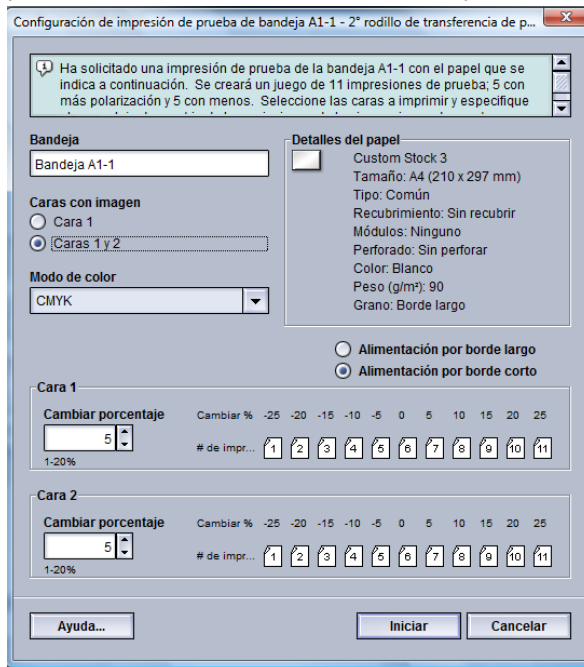 Configuración de impresión de prueba de bandeja A1-1 - 2° rodillo de transferencia de p...
Ha solicitado una impresión de prueba de la bandeja A1-1 con el papel que se
indica a continuación. Se creará un juego de 11 impresiones de prueba; 5 con
más polarización y 5 con menos. Seleccione las caras a imprimir y especifique
Bandeja
Bandeja A1-1
Caras con imagen
Cara 1
Caras 1 y 2
Modo de color
CMYK
Detalles del papel
Custom Stock 3
Tamaño: A4 (210 x 297 mm)
Tipo: Común
Recubrimiento: Sin recubrir
Módulos: Ninguno
Perforado: Sin perforar
Color: Blanco
Peso (g/m²): 90
Grano: Borde largo
Alimentación por borde largo
Alimentación por borde corto
Cara 1
Cambiar porcentaje
5
1-20%
Cambiar % -25 -20 -15 -10 -5 0 5 10 15 20 25
# de impr... 1 2 3 4 5 6 7 8 9 10 11
Cara 2
Cambiar porcentaje
5
1-20%
Cambiar % -25 -20 -15 -10 -5 0 5 10 15 20 25
# de impr... 1 2 3 4 5 6 7 8 9 10 11
Ayuda... Iniciar Cancelar